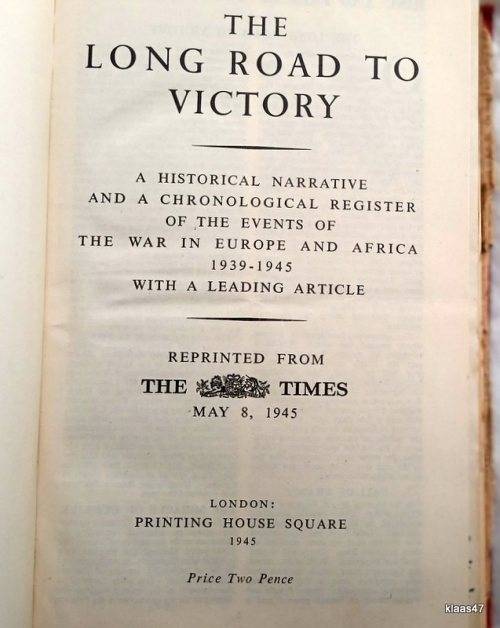 THE
LONG ROAD TO
VICTORY
A HISTORICAL NARRATIVE
AND A CHRONOLOGICAL REGISTER
OF THE EVENTS OF
THE WAR IN EUROPE AND AFRICA
1939-1945
WITH A LEADING ARTICLE
REPRINTED FROM
THE TIMES
MAY 8, 1945
LONDON:
PRINTING HOUSE SQUARE
1945
Price Two Pence
klaas47